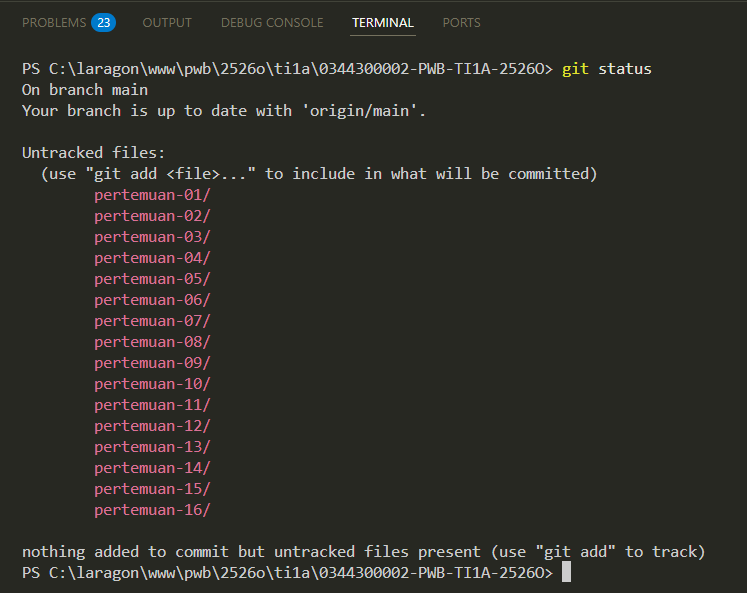 PROBLEMS 23 OUTPUT DEBUG CONSOLE TERMINAL PORTS
PS C:\laragon\www\pwb\2526o\ti1a\0344300002-PWB-TI1A-2526O> git status
On branch main
Your branch is up to date with 'origin/main'.
Untracked files:
(use "git add <file>..." to include in what will be committed)
pertemuan-01/
pertemuan-02/
pertemuan-03/
pertemuan-04/
pertemuan-05/
pertemuan-06/
pertemuan-07/
pertemuan-08/
pertemuan-09/
pertemuan-10/
pertemuan-11/
pertemuan-12/
pertemuan-13/
pertemuan-14/
pertemuan-15/
pertemuan-16/
nothing added to commit but untracked files present (use "git add" to track)
PS C:\laragon\www\pwb\2526o\ti1a\0344300002-PWB-TI1A-2526O>